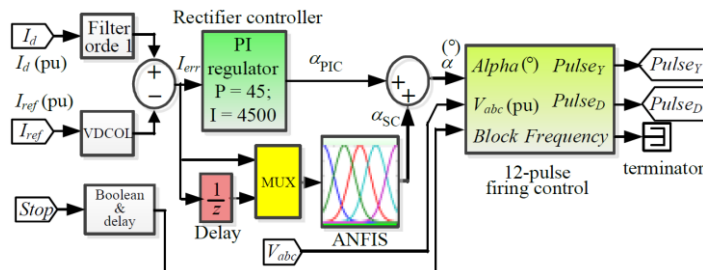 Rectifier controller
I_d
Filter
orde 1
I_d (pu)
+
−
I_err
PI
regulator
P = 45;
I = 4500
α_PIC
+
+
(°)
α
α_SC
I_ref (pu)
I_ref
VDCOL
Alpha (°)
Pulse_Y
V_abc (pu)
Pulse_D
Block Frequency
Pulse_Y
Pulse_D
terminator
12-pulse
firing control
MUX
1
z
Delay
ANFIS
Stop
Boolean
&
delay
V_abc